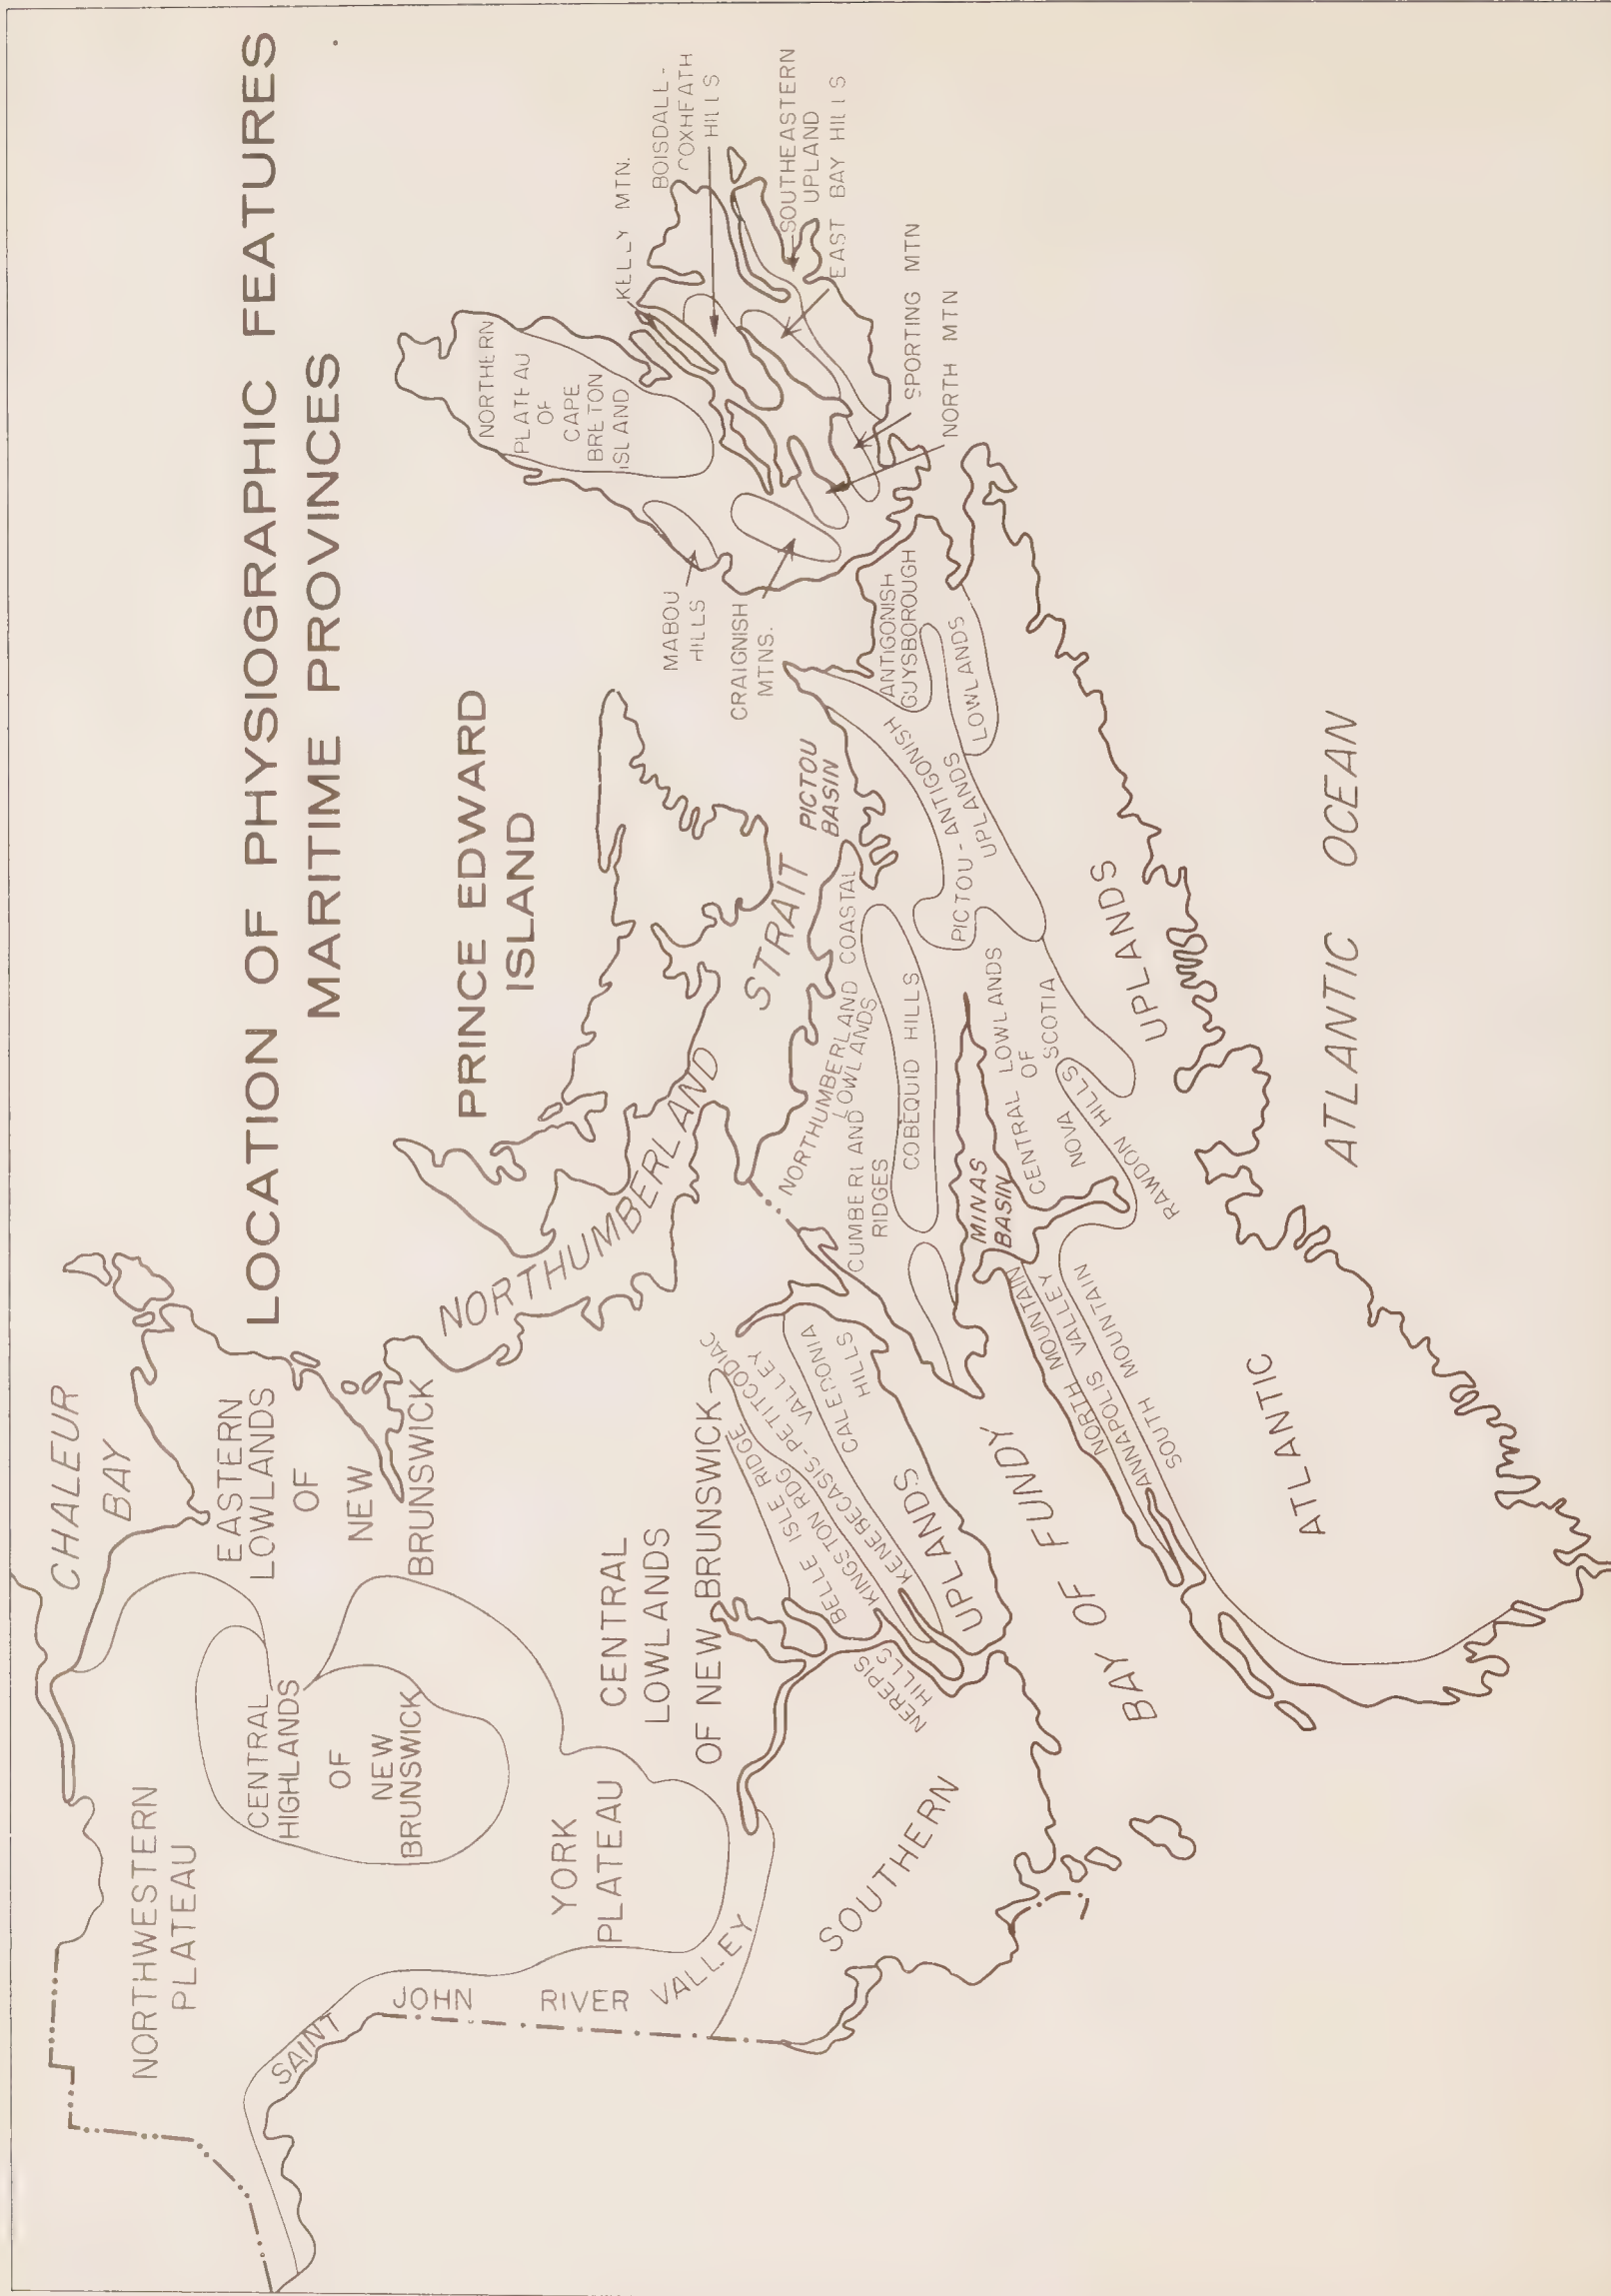 LOCATION OF PHYSIOGRAPHIC FEATURES
MARITIME PROVINCES
CHALEUR
BAY
NORTHWESTERN
PLATEAU
CENTRAL
HIGHLANDS
OF
NEW
BRUNSWICK
EASTERN
LOWLANDS
OF
NEW
BRUNSWICK
SAINT
JOHN
RIVER
VALLEY
YORK
PLATEAU
CENTRAL
LOWLANDS
OF NEW BRUNSWICK
SOUTHERN
UPLANDS
NEREPIS
HILLS
BELLE ISLE RIDGE
KINGSTON RDG
KENEBECASIS-PETITCODIAC
VALLEY
CALEDONIA
HILLS
BAY OF FUNDY
PRINCE EDWARD
ISLAND
NORTHUMBERLAND
STRAIT
NORTHUMBERLAND COASTAL
LOWLANDS
CUMBERLAND
RIDGES
COBEQUID HILLS
PICTOU
BASIN
MINAS
BASIN
CENTRAL LOWLANDS
OF
NOVA SCOTIA
RAWDON HILLS
NORTH MOUNTAIN
ANNAPOLIS VALLEY
SOUTH MOUNTAIN
PICTOU - ANTIGONISH
UPLANDS
ANTIGONISH
GUYSBOROUGH
LOWLANDS
ATLANTIC
UPLANDS
ATLANTIC OCEAN
NORTHERN
PLATEAU
OF
CAPE
BRETON
ISLAND
MABOU
HILLS
CRAIGNISH
MTNS.
KELLY MTN.
BOISDALL-
COXHEATH
HILLS
SOUTHEASTERN
UPLAND
EAST BAY HILLS
SPORTING MTN
NORTH MTN